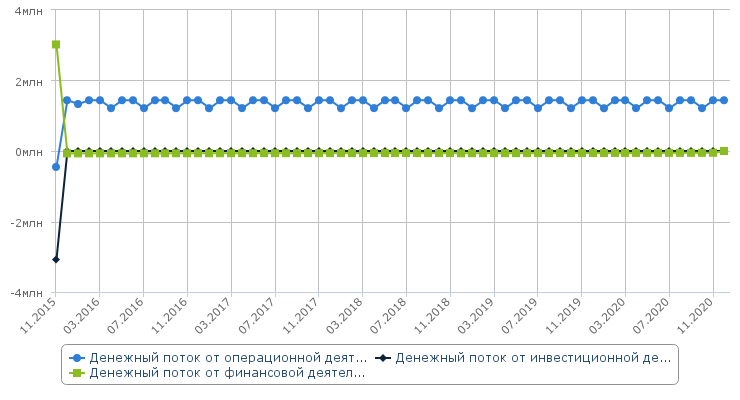 4млн
2млн
0млн
-2млн
-4млн
11.2015
03.2016
07.2016
11.2016
03.2017
07.2017
11.2017
03.2018
07.2018
11.2018
03.2019
07.2019
11.2019
03.2020
07.2020
11.2020
Денежный поток от операционной деят... Денежный поток от инвестиционной де...
Денежный поток от финансовой деятел...